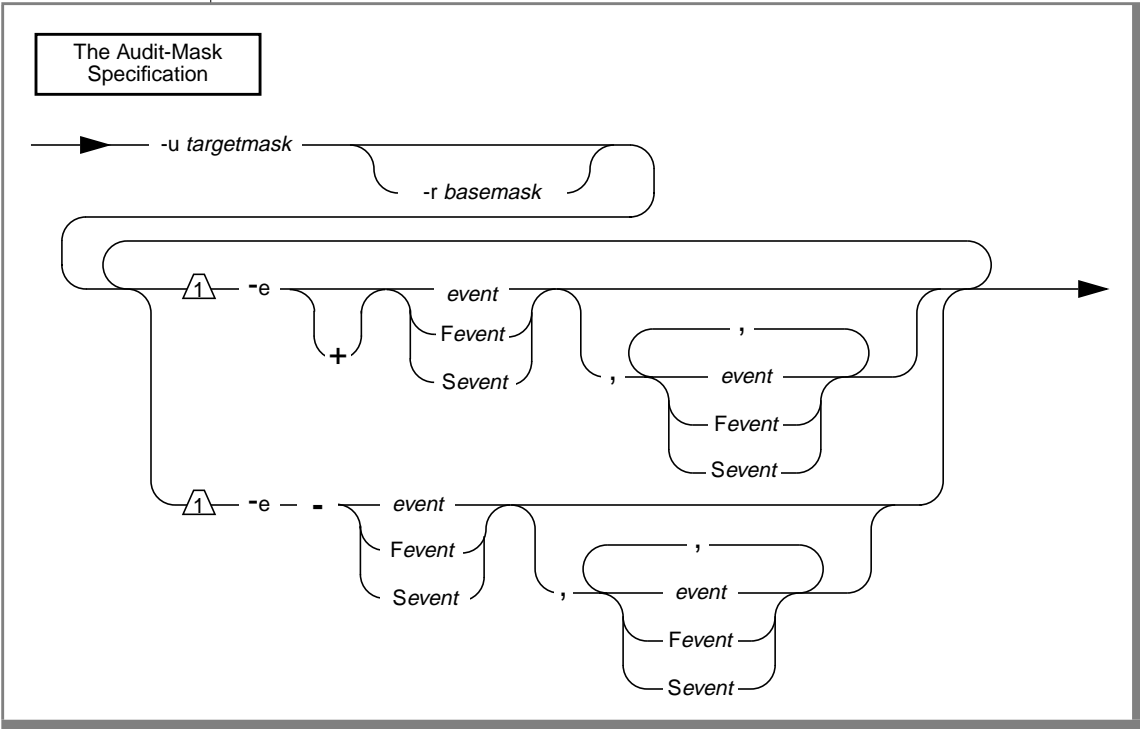 The Audit-Mask
Specification
-u targetmask
-r basemask
1 -e event
Fevent
+
Sevent
,
, event
Fevent
Sevent
1 -e - event
Fevent
Sevent
,
, event
Fevent
Sevent